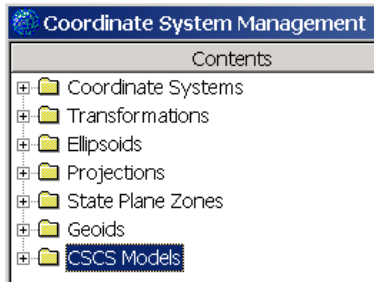 Coordinate System Management
Contents
Coordinate Systems
Transformations
Ellipsoids
Projections
State Plane Zones
Geoids
CSCS Models